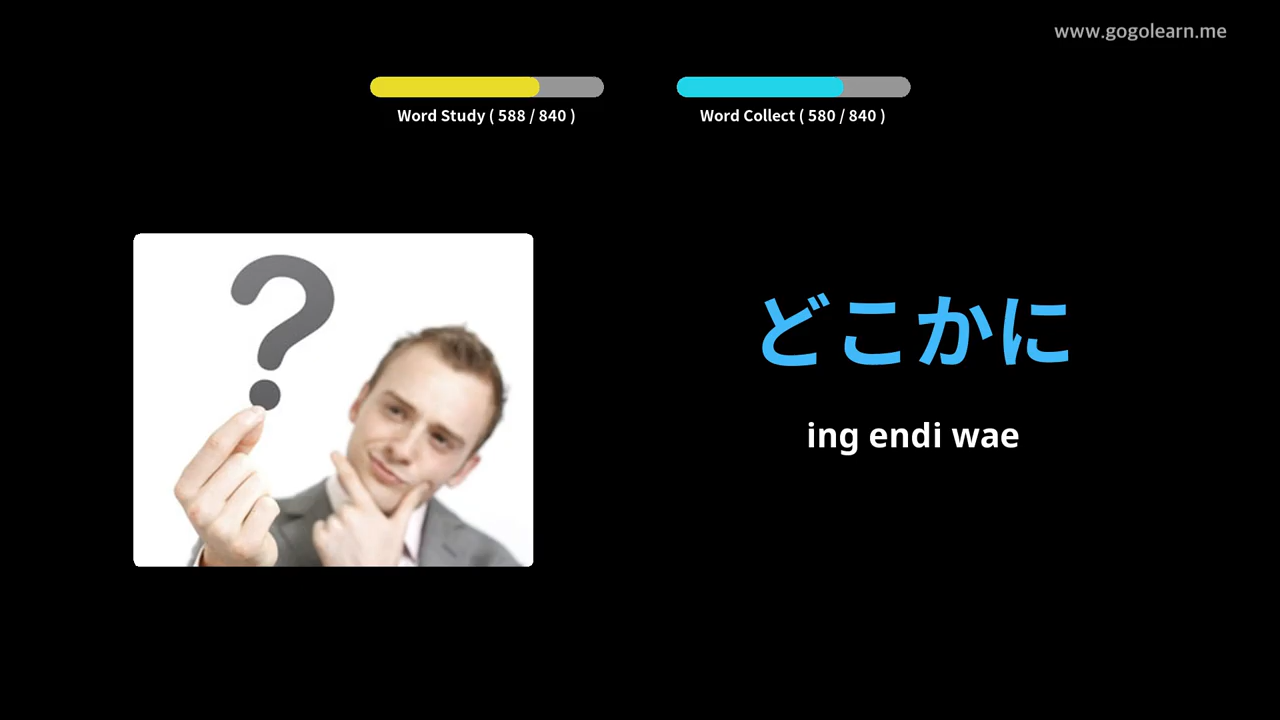 www.gogolearn.me
Word Study ( 588 / 840 )
Word Collect ( 580 / 840 )
どこかに
ing endi wae